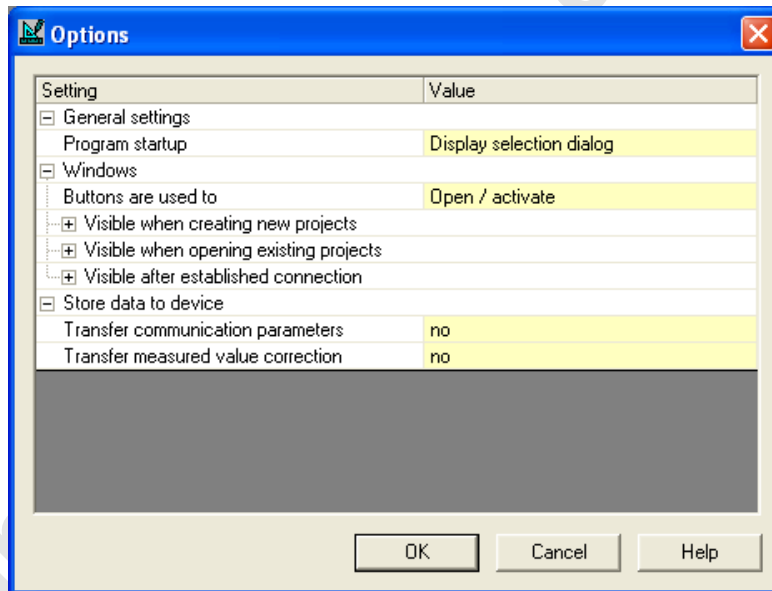 Options
Setting Value
General settings
Program startup Display selection dialog
Windows
Buttons are used to Open / activate
Visible when creating new projects
Visible when opening existing projects
Visible after established connection
Store data to device
Transfer communication parameters no
Transfer measured value correction no
OK Cancel Help